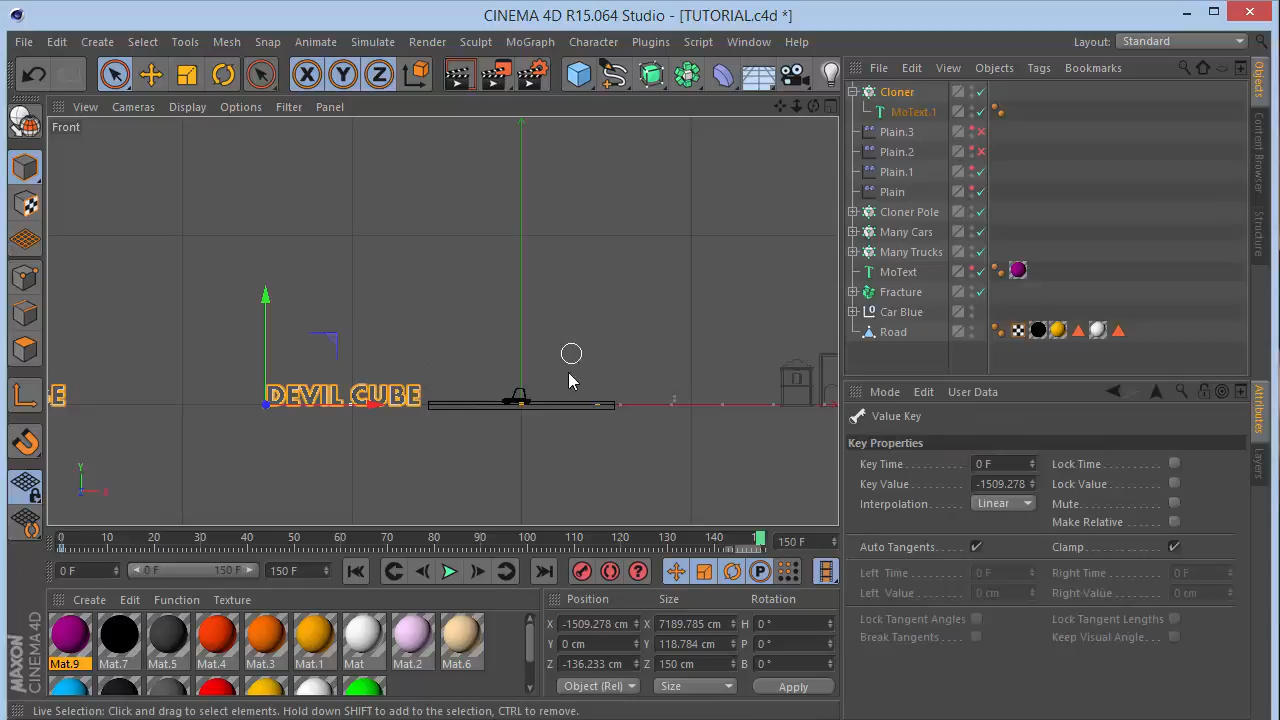 CINEMA 4D R15.064 Studio - [TUTORIAL.c4d *]
File Edit Create Select Tools Mesh Snap Animate Simulate Render Sculpt MoGraph Character Plugins Script Window Help Layout: Standard
X Y Z
File Edit View Objects Tags Bookmarks
View Cameras Display Options Filter Panel
Front
Cloner
MoText.1
Plain.3
Plain.2
Plain.1
Plain
Cloner Pole
Many Cars
Many Trucks
MoText
Fracture
Car Blue
Road
Objects
Content Browser
Structure
DEVIL CUBE
Y
X
Mode Edit User Data
Value Key
Key Properties
Key Time 0 F Lock Time
Key Value -1509.278 Lock Value
Interpolation Linear Mute
Make Relative
Auto Tangents Clamp
Left Time 0 F Right Time 0 F
Left Value 0 cm Right Value 0 cm
Lock Tangent Angles Lock Tangent Lengths
Break Tangents Keep Visual Angle
Attributes
Layers
0 10 20 30 40 50 60 70 80 90 100 110 120 130 140 150 F
0 F 0 F 150 F 150 F
P
Create Edit Function Texture
Mat.9 Mat.7 Mat.5 Mat.4 Mat.3 Mat.1 Mat Mat.2 Mat.6
Position Size Rotation
X -1509.278 cm X 7189.785 cm H 0 °
Y 0 cm Y 118.784 cm P 0 °
Z -136.233 cm Z 150 cm B 0 °
Object (Rel) Size Apply
MAXON
CINEMA 4D
Live Selection: Click and drag to select elements. Hold down SHIFT to add to the selection, CTRL to remove.